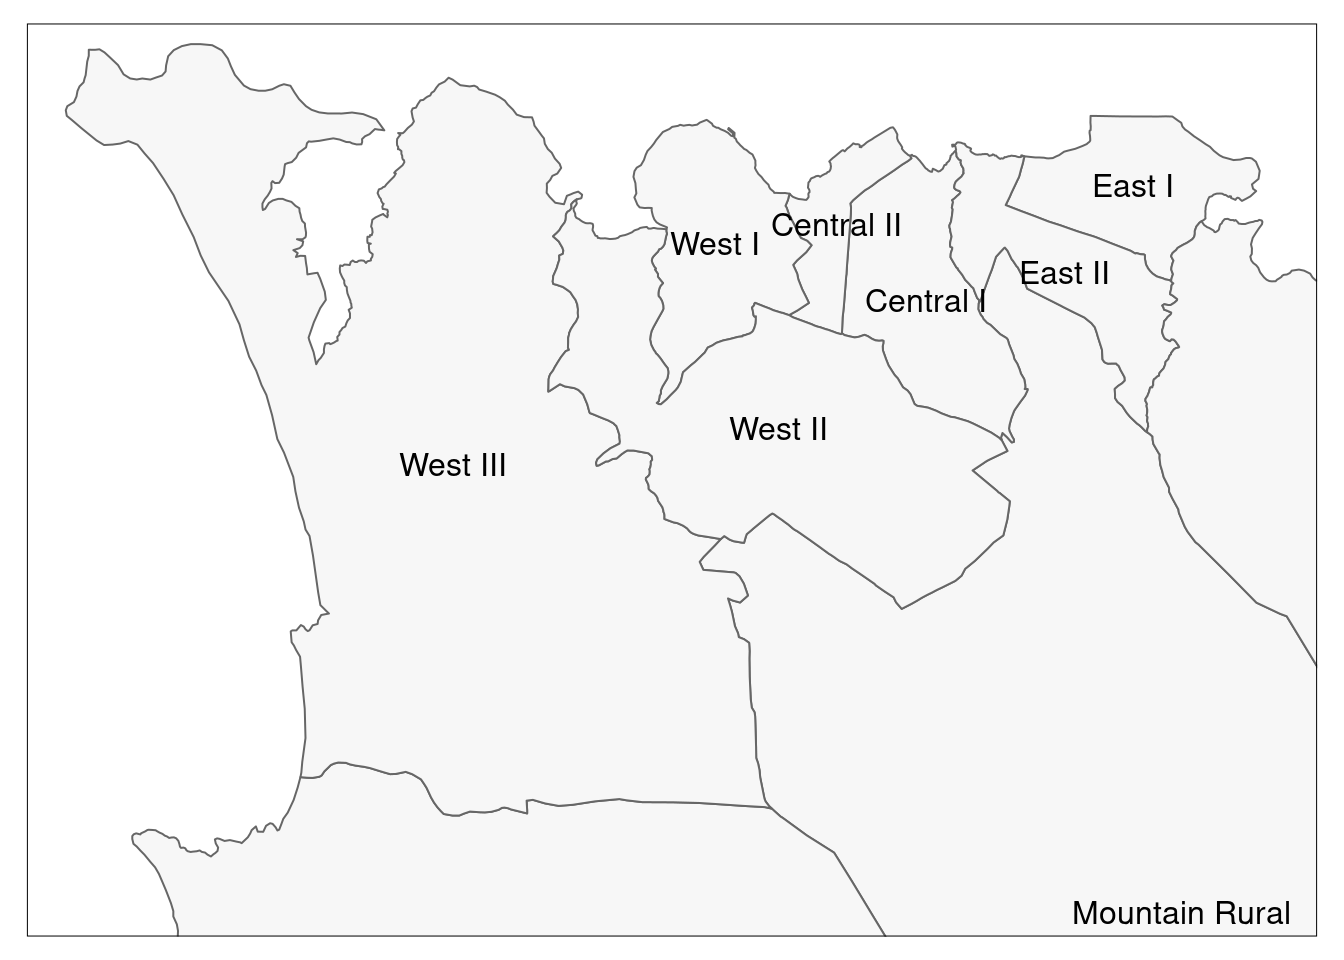 East I
Central II
West I
East II
Central I
West II
West III
Mountain Rural